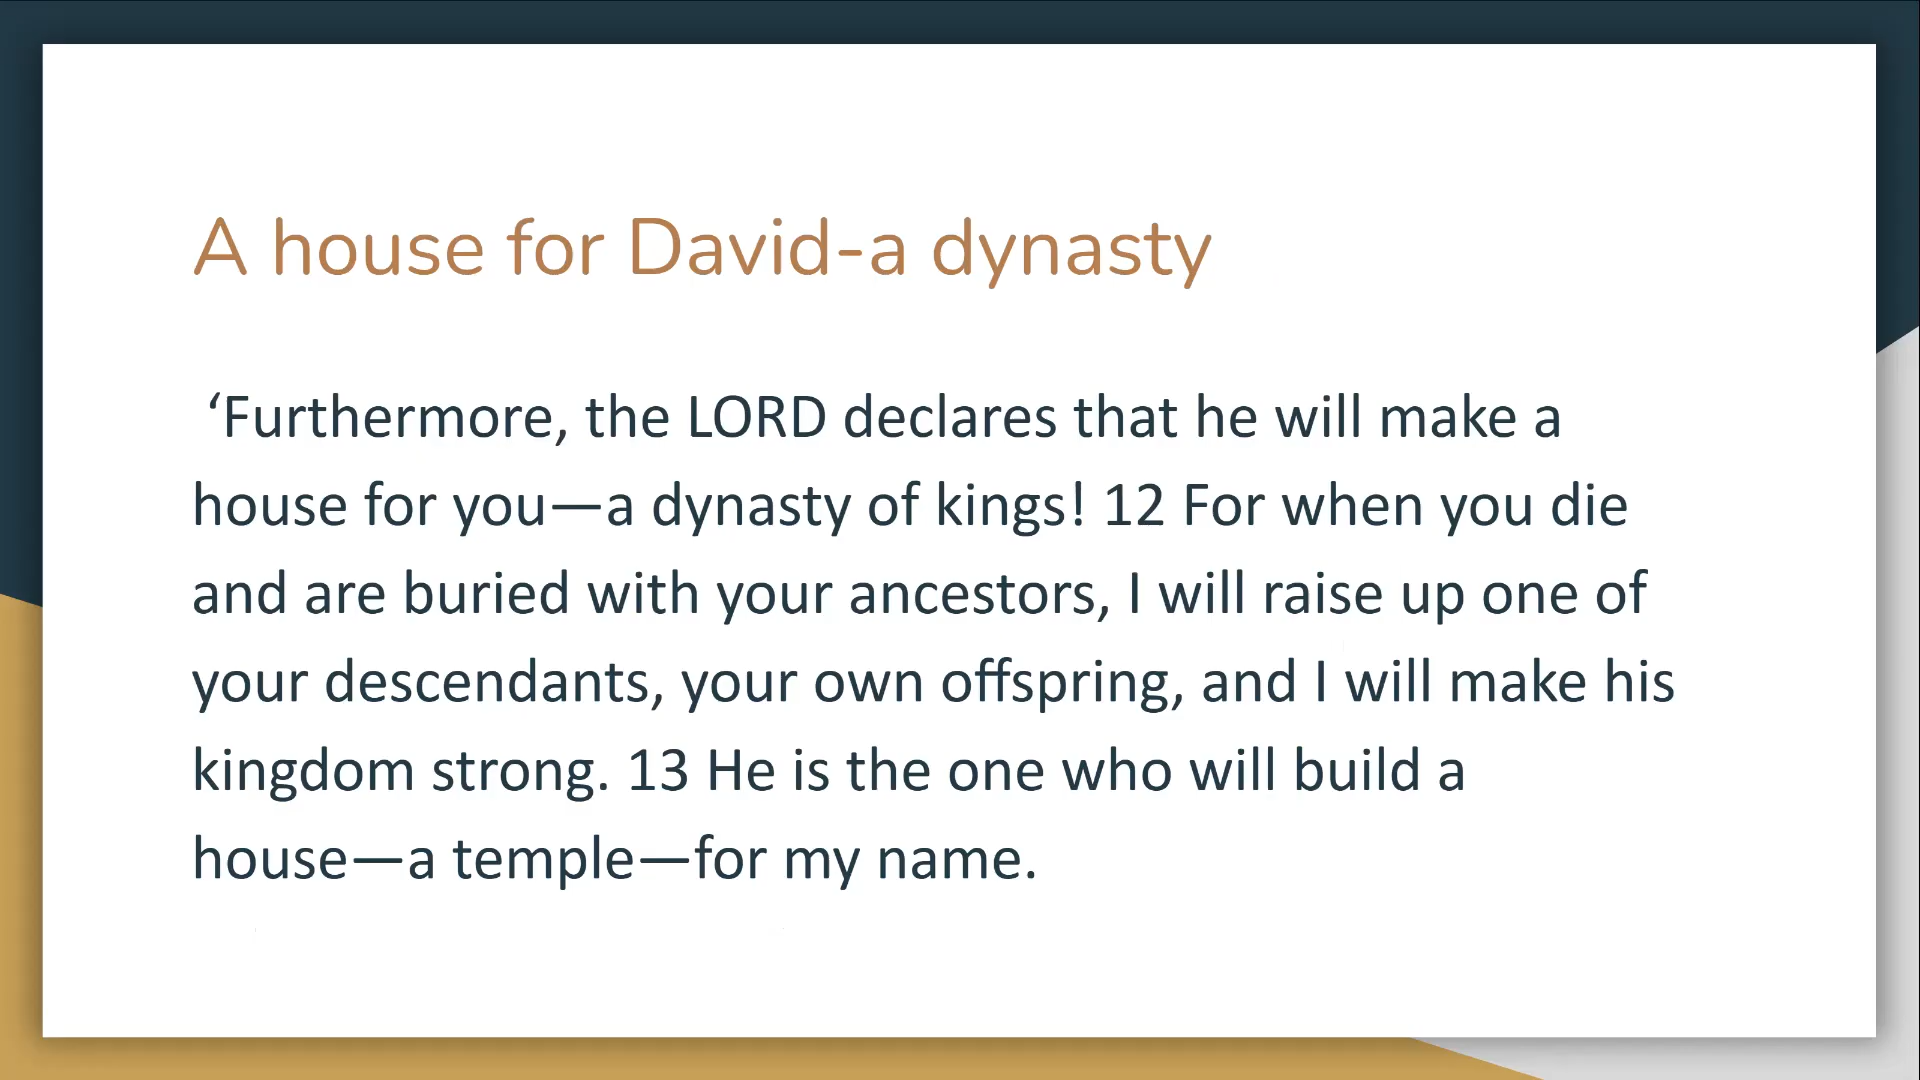 A house for David-a dynasty
‘Furthermore, the LORD declares that he will make a
house for you—a dynasty of kings! 12 For when you die
and are buried with your ancestors, I will raise up one of
your descendants, your own offspring, and I will make his
kingdom strong. 13 He is the one who will build a
house—a temple—for my name.